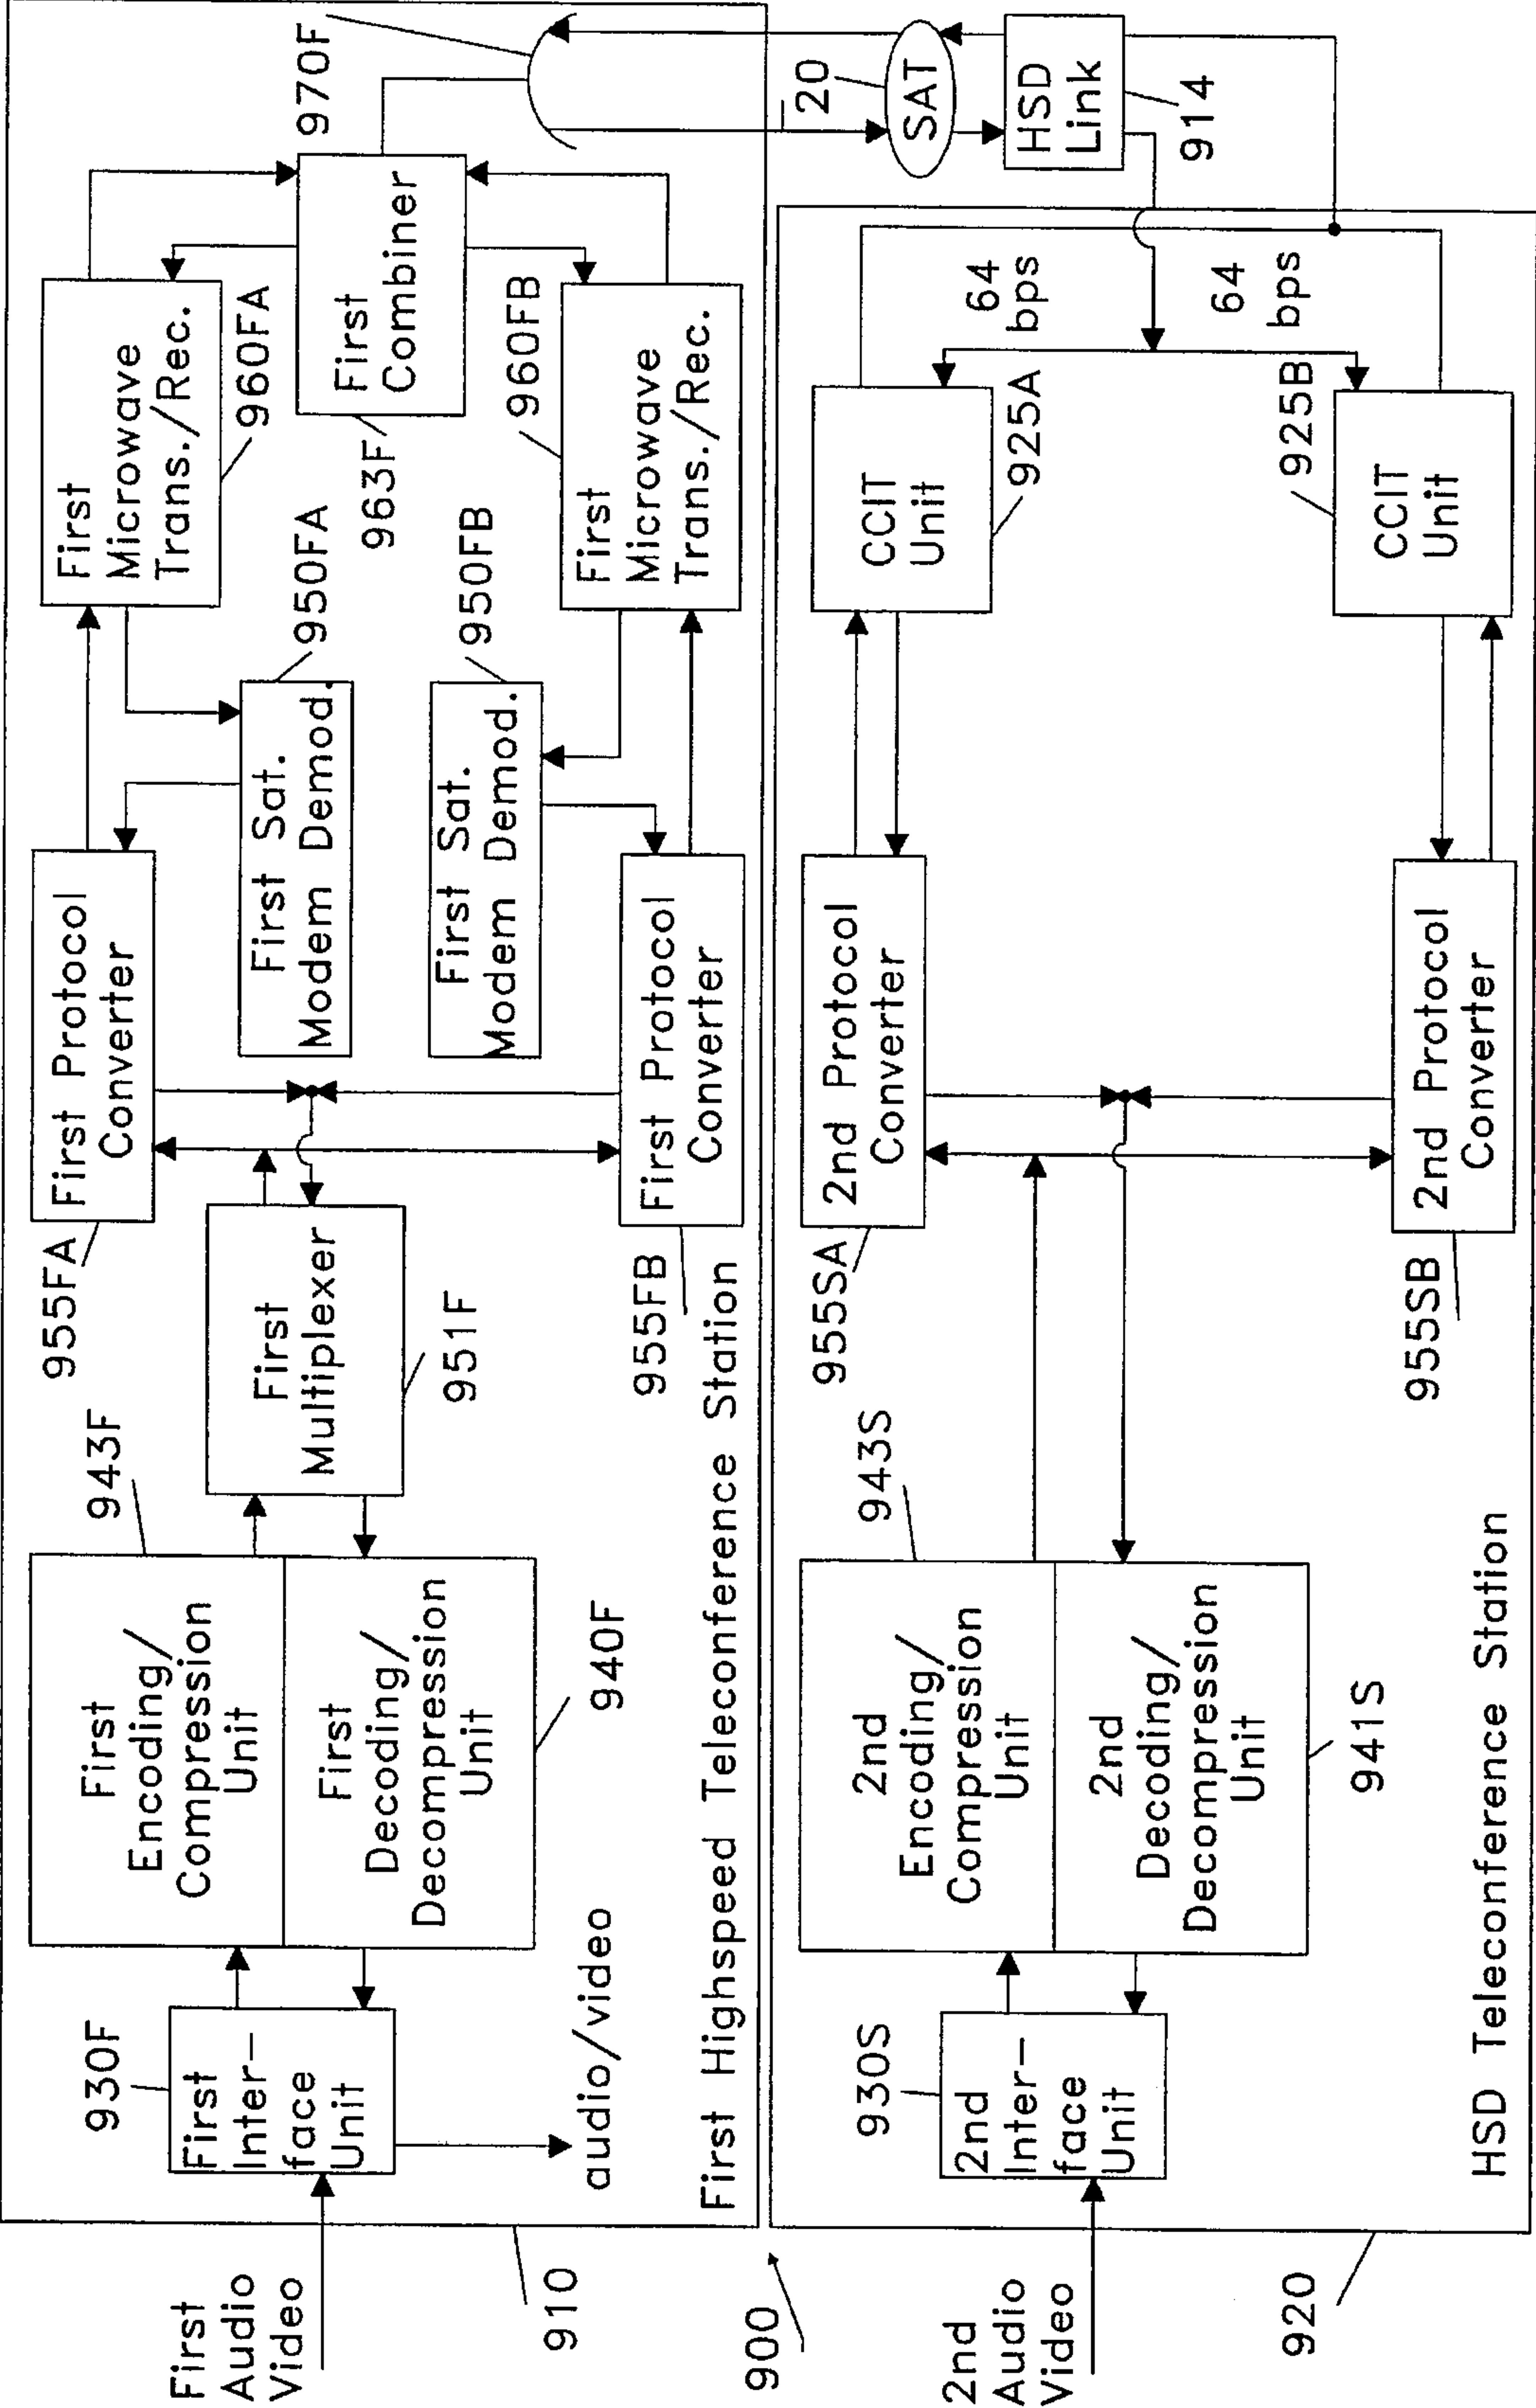 First
Audio
Video
910
930F
First
Inter-
face
Unit
audio/video
First
Encoding/
Compression
Unit
First
Decoding/
Decompression
Unit
943F
940F
First
Multiplexer
951F
955FA
First Protocol
Converter
First Sat.
Modem Demod.
950FA
First Sat.
Modem Demod.
950FB
955FB
First Protocol
Converter
First
Microwave
Trans./Rec.
960FA
First
Combiner
963F
960FB
First
Microwave
Trans./Rec.
970F
First Highspeed Teleconference Station
20
SAT
HSD
Link
914
900
2nd
Audio
Video
920
930S
2nd
Inter-
face
Unit
943S
2nd
Encoding/
Compression
Unit
2nd
Decoding/
Decompression
Unit
941S
955SA
2nd Protocol
Converter
955SB
2nd Protocol
Converter
CCIT
Unit
925A
64
bps
64
bps
925B
CCIT
Unit
HSD Teleconference Station